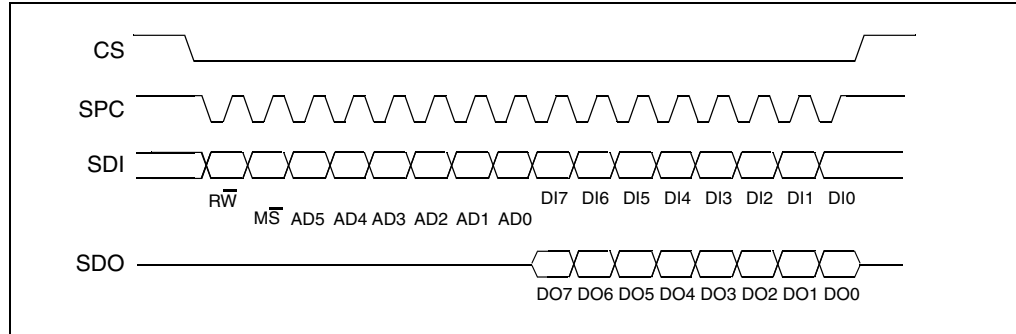 CS
SPC
SDI
RW̅
DI7 DI6 DI5 DI4 DI3 DI2 DI1 DI0
MS̅ AD5 AD4 AD3 AD2 AD1 AD0
SDO
DO7 DO6 DO5 DO4 DO3 DO2 DO1 DO0